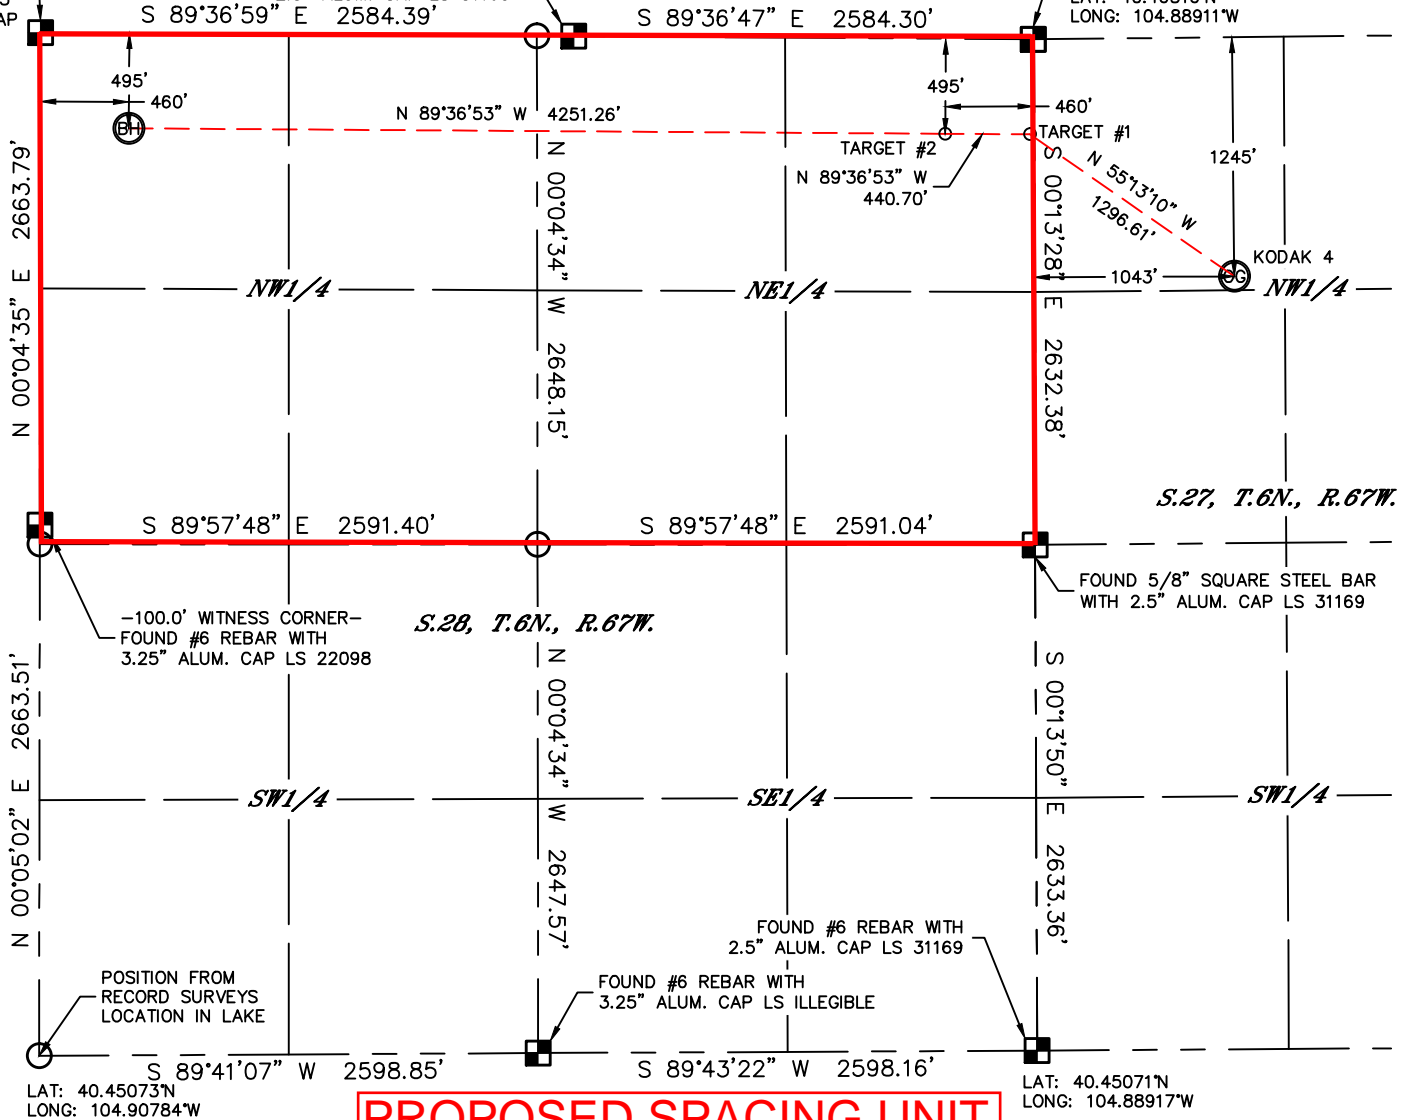 AP
S 89°36'59" E 2584.39'
S 89°36'47" E 2584.30'
LONG: 104.88911°W
495'
460'
BH
N 89°36'53" W 4251.26'
495'
460'
TARGET #1
TARGET #2
N 89°36'53" W
440.70'
N 55°13'10" W
1296.61'
1245'
KODAK 4
1043'
N 00°04'35" E 2663.79'
N 00°04'34" W 2648.15'
S 00°13'28" E 2632.38'
NW1/4
NE1/4
NW1/4
S.27, T.6N., R.67W.
S 89°57'48" E 2591.40'
S 89°57'48" E 2591.04'
FOUND 5/8" SQUARE STEEL BAR
WITH 2.5" ALUM. CAP LS 31169
-100.0' WITNESS CORNER-
FOUND #6 REBAR WITH
3.25" ALUM. CAP LS 22098
S.28, T.6N., R.67W.
N 00°05'02" E 2663.51'
N 00°04'34" W 2647.57'
S 00°13'50" E 2633.36'
SW1/4
SE1/4
SW1/4
FOUND #6 REBAR WITH
2.5" ALUM. CAP LS 31169
POSITION FROM
RECORD SURVEYS
LOCATION IN LAKE
FOUND #6 REBAR WITH
3.25" ALUM. CAP LS ILLEGIBLE
S 89°41'07" W 2598.85'
S 89°43'22" W 2598.16'
LAT: 40.45073°N
LONG: 104.90784°W
LAT: 40.45071°N
LONG: 104.88917°W
PROPOSED SPACING UNIT